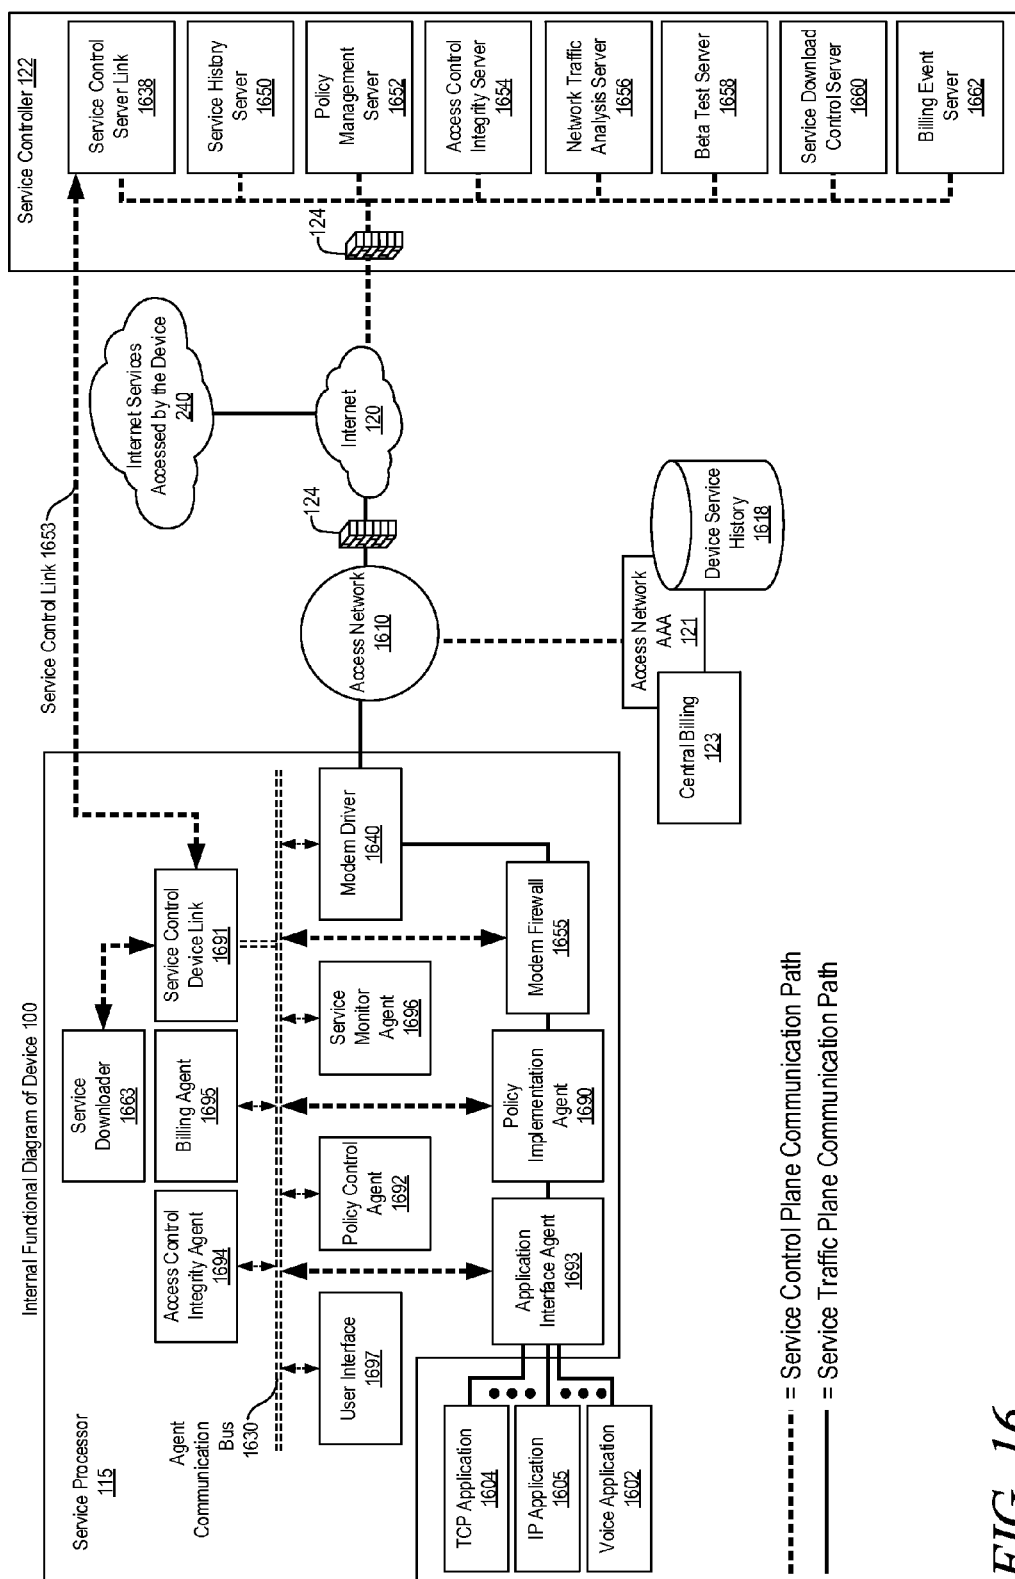 Internal Functional Diagram of Device 100
Service Processor
115
Service
Downloader
1663
Access Control
Integrity Agent
1694
Billing Agent
1695
Service Control
Device Link
1691
Agent
Communication
Bus
1630
User Interface
1697
Policy Control
Agent
1692
Service
Monitor
Agent
1696
Modem Driver
1640
Application
Interface Agent
1693
Policy
Implementation
Agent
1690
Modem Firewall
1655
TCP Application
1604
IP Application
1605
Voice Application
1602
Service Control Link 1653
Internet Services
Accessed by the Device
240
Access Network
1610
124
Internet
120
124
Access Network
AAA
121
Central Billing
123
Device Service
History
1618
Service Controller 122
Service Control
Server Link
1638
Service History
Server
1650
Policy
Management
Server
1652
Access Control
Integrity Server
1654
Network Traffic
Analysis Server
1656
Beta Test Server
1658
Service Download
Control Server
1660
Billing Event
Server
1662
= Service Control Plane Communication Path
= Service Traffic Plane Communication Path
FIG. 16